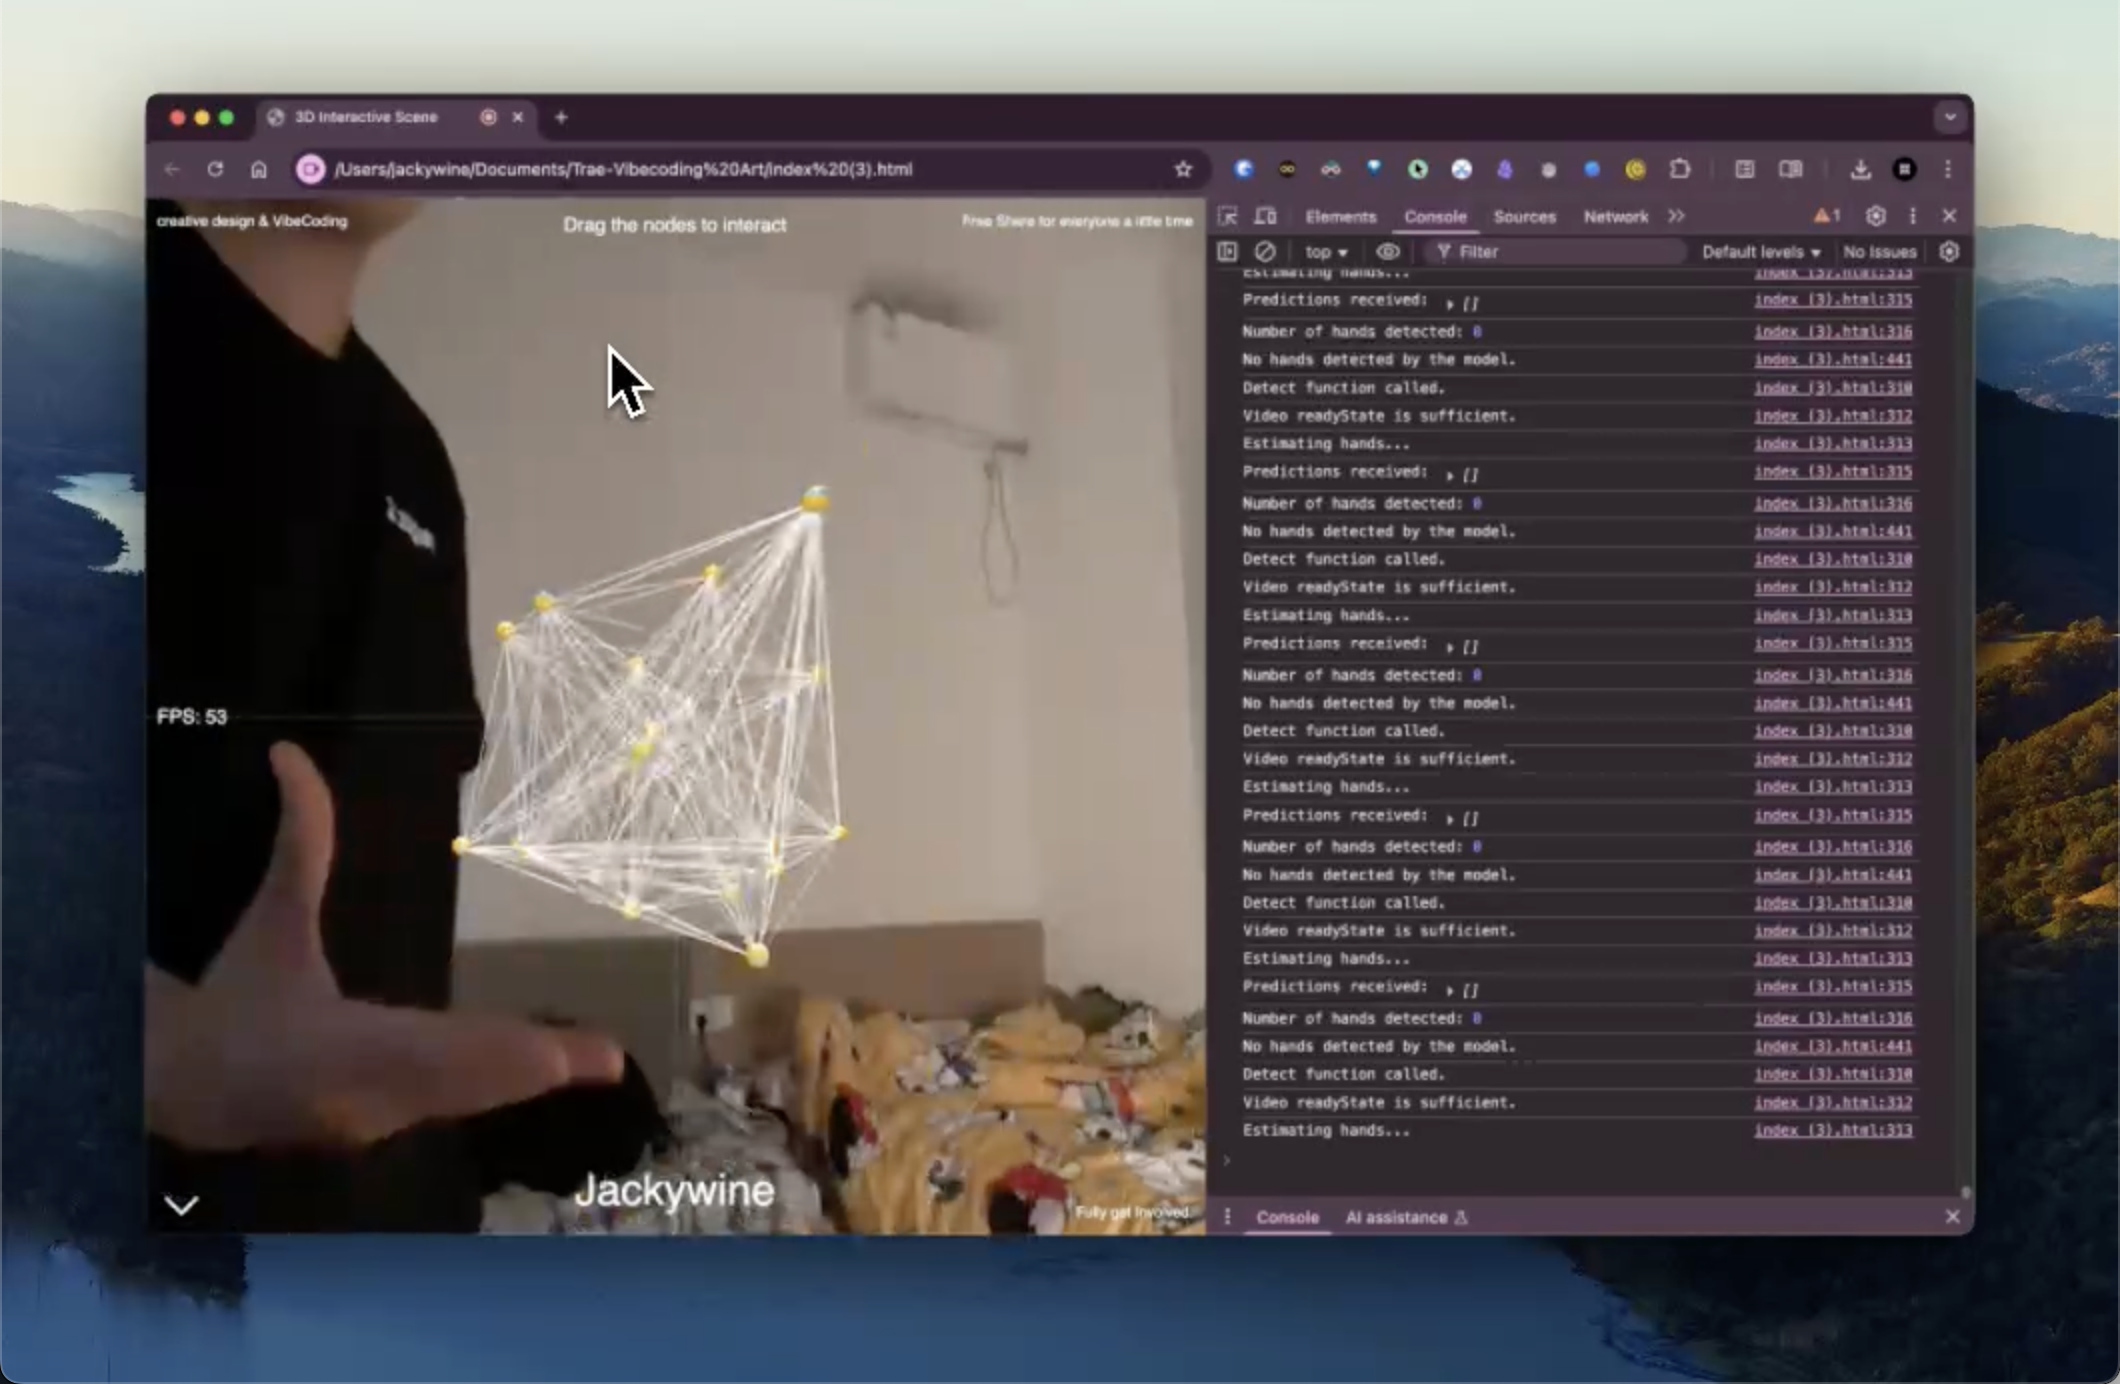 3D Interactive Scene
/Users/jackywine/Documents/Trae-Vibecoding%20Art/index%20(3).html
creative design & VibeCoding
Drag the nodes to interact
Free Share for everyone a little time
FPS: 53
Jackywine
Fully get Involved.
Elements Console Sources Network 1
top Filter Default levels No Issues
Estimating hands... index (3).html:313
Predictions received: [] index (3).html:315
Number of hands detected: 0 index (3).html:316
No hands detected by the model. index (3).html:441
Detect function called. index (3).html:310
Video readyState is sufficient. index (3).html:312
Estimating hands... index (3).html:313
Predictions received: [] index (3).html:315
Number of hands detected: 0 index (3).html:316
No hands detected by the model. index (3).html:441
Detect function called. index (3).html:310
Video readyState is sufficient. index (3).html:312
Estimating hands... index (3).html:313
Predictions received: [] index (3).html:315
Number of hands detected: 0 index (3).html:316
No hands detected by the model. index (3).html:441
Detect function called. index (3).html:310
Video readyState is sufficient. index (3).html:312
Estimating hands... index (3).html:313
Predictions received: [] index (3).html:315
Number of hands detected: 0 index (3).html:316
No hands detected by the model. index (3).html:441
Detect function called. index (3).html:310
Video readyState is sufficient. index (3).html:312
Estimating hands... index (3).html:313
Predictions received: [] index (3).html:315
Number of hands detected: 0 index (3).html:316
No hands detected by the model. index (3).html:441
Detect function called. index (3).html:310
Video readyState is sufficient. index (3).html:312
Estimating hands... index (3).html:313
Console AI assistance